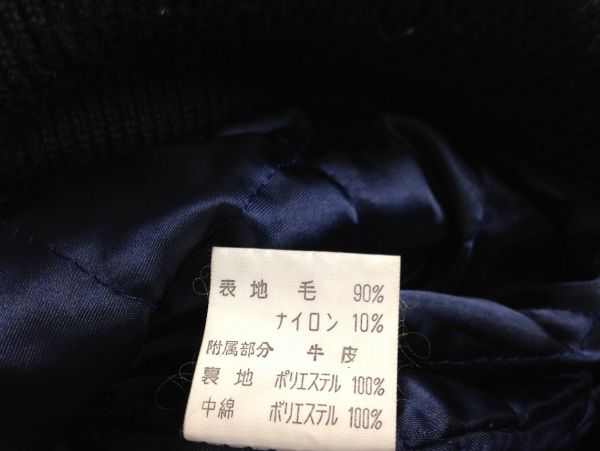 表地 毛 90%
ナイロン 10%
附属部分 牛皮
裏地 ポリエステル 100%
中綿 ポリエステル 100%